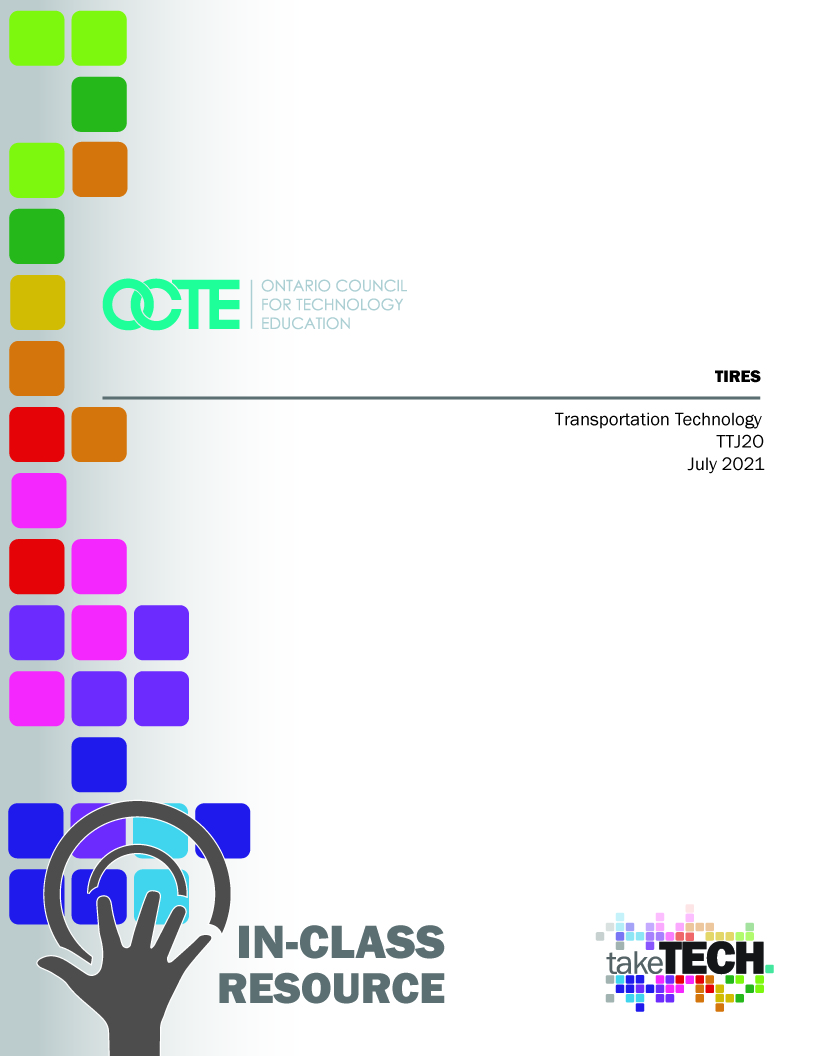 OCTE
ONTARIO COUNCIL
FOR TECHNOLOGY
EDUCATION
TIRES
Transportation Technology
TTJ2O
July 2021
IN-CLASS
RESOURCE
takeTECH